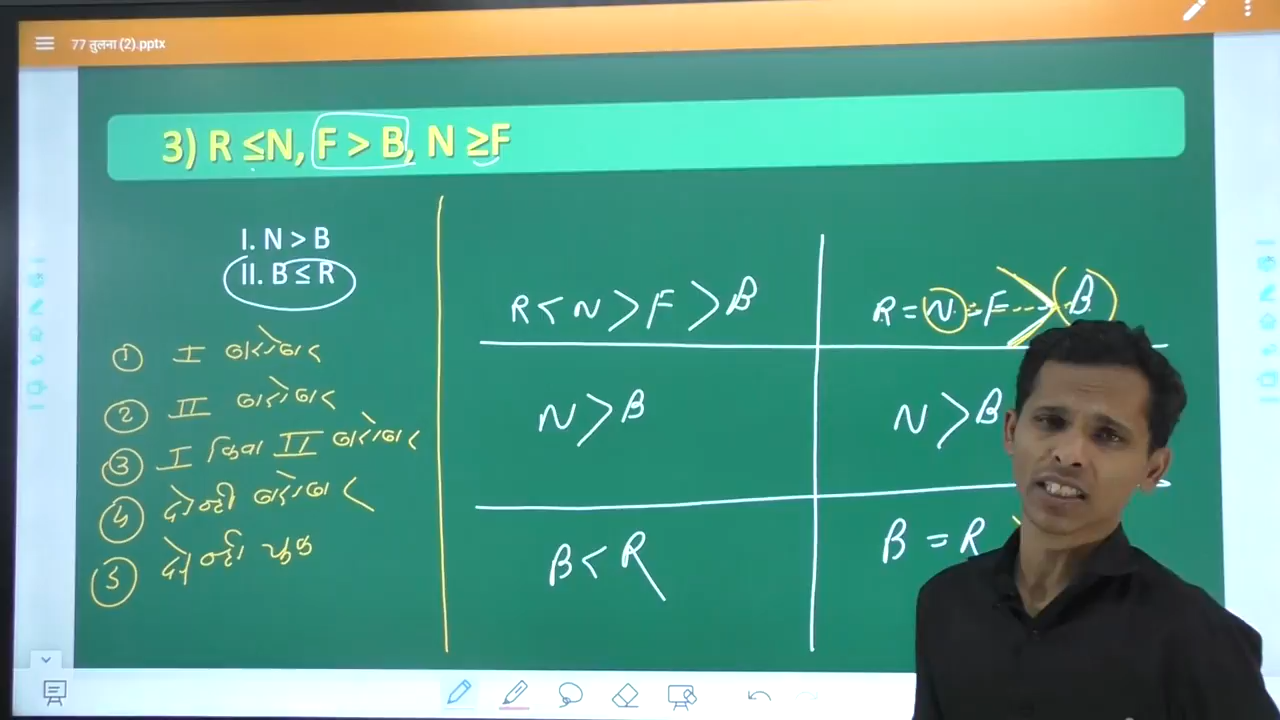 77 तुलना (2).pptx
3) R ≤N, F > B, N ≥F
I. N > B
II. B ≤ R
① I बरोबर
② II बरोबर
③ I किंवा II बरोबर
④ दोन्ही बरोबर
⑤ दोन्ही चुक
R < N > F > B
R = N = F > B
N > B
N > B
B < R
B = R